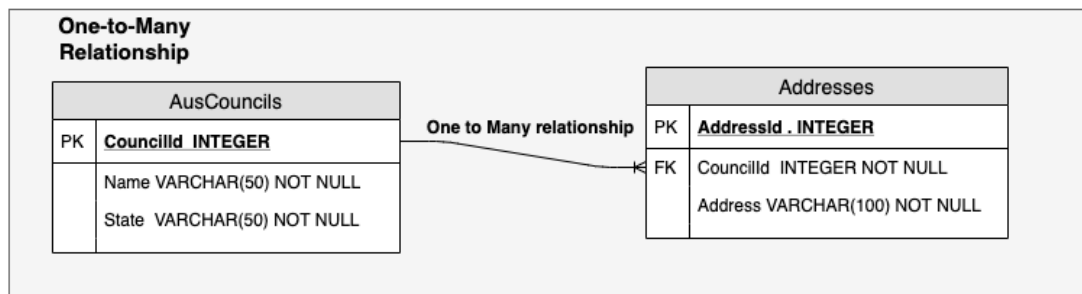 One-to-Many
Relationship
AusCouncils
PK CouncilId INTEGER
Name VARCHAR(50) NOT NULL
State VARCHAR(50) NOT NULL
One to Many relationship
Addresses
PK AddressId . INTEGER
FK CouncilId INTEGER NOT NULL
Address VARCHAR(100) NOT NULL